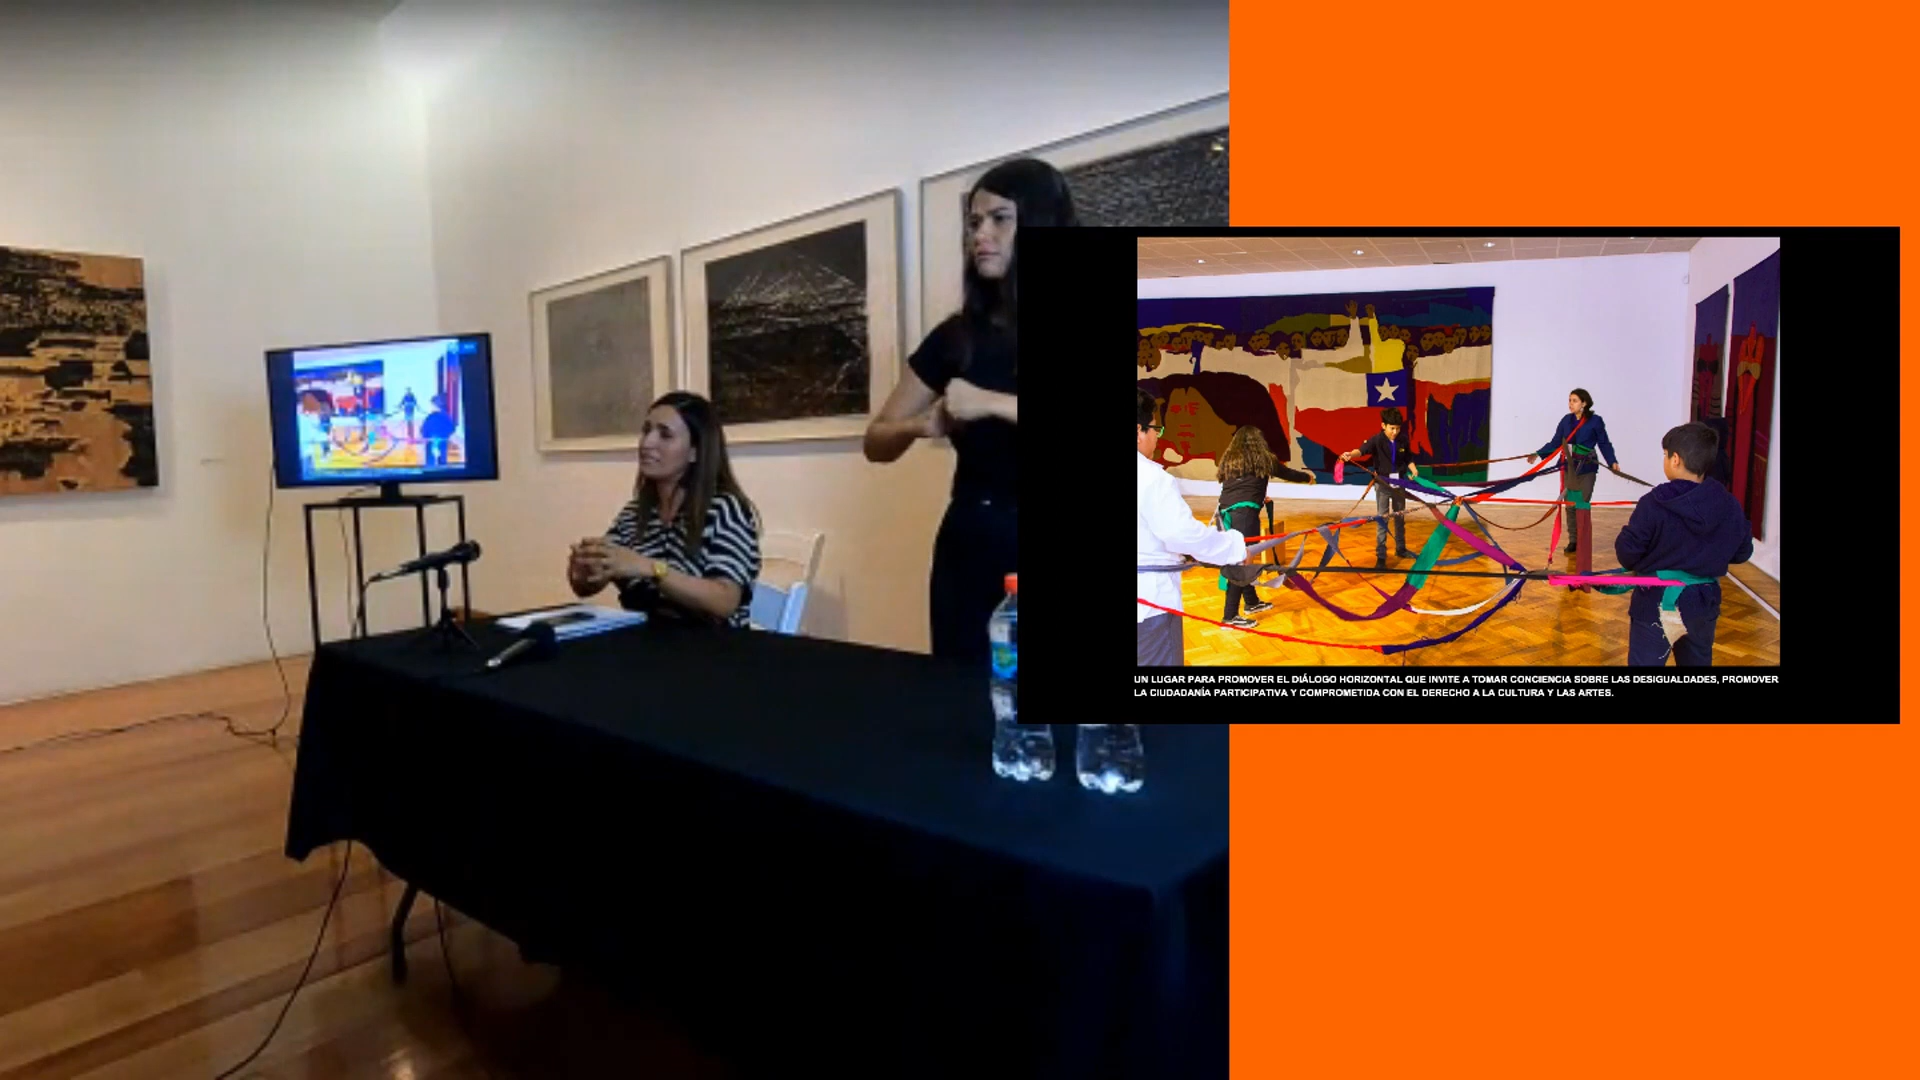 UN LUGAR PARA PROMOVER EL DIÁLOGO HORIZONTAL QUE INVITE A TOMAR CONCIENCIA SOBRE LAS DESIGUALDADES, PROMOVER
LA CIUDADANÍA PARTICIPATIVA Y COMPROMETIDA CON EL DERECHO A LA CULTURA Y LAS ARTES.